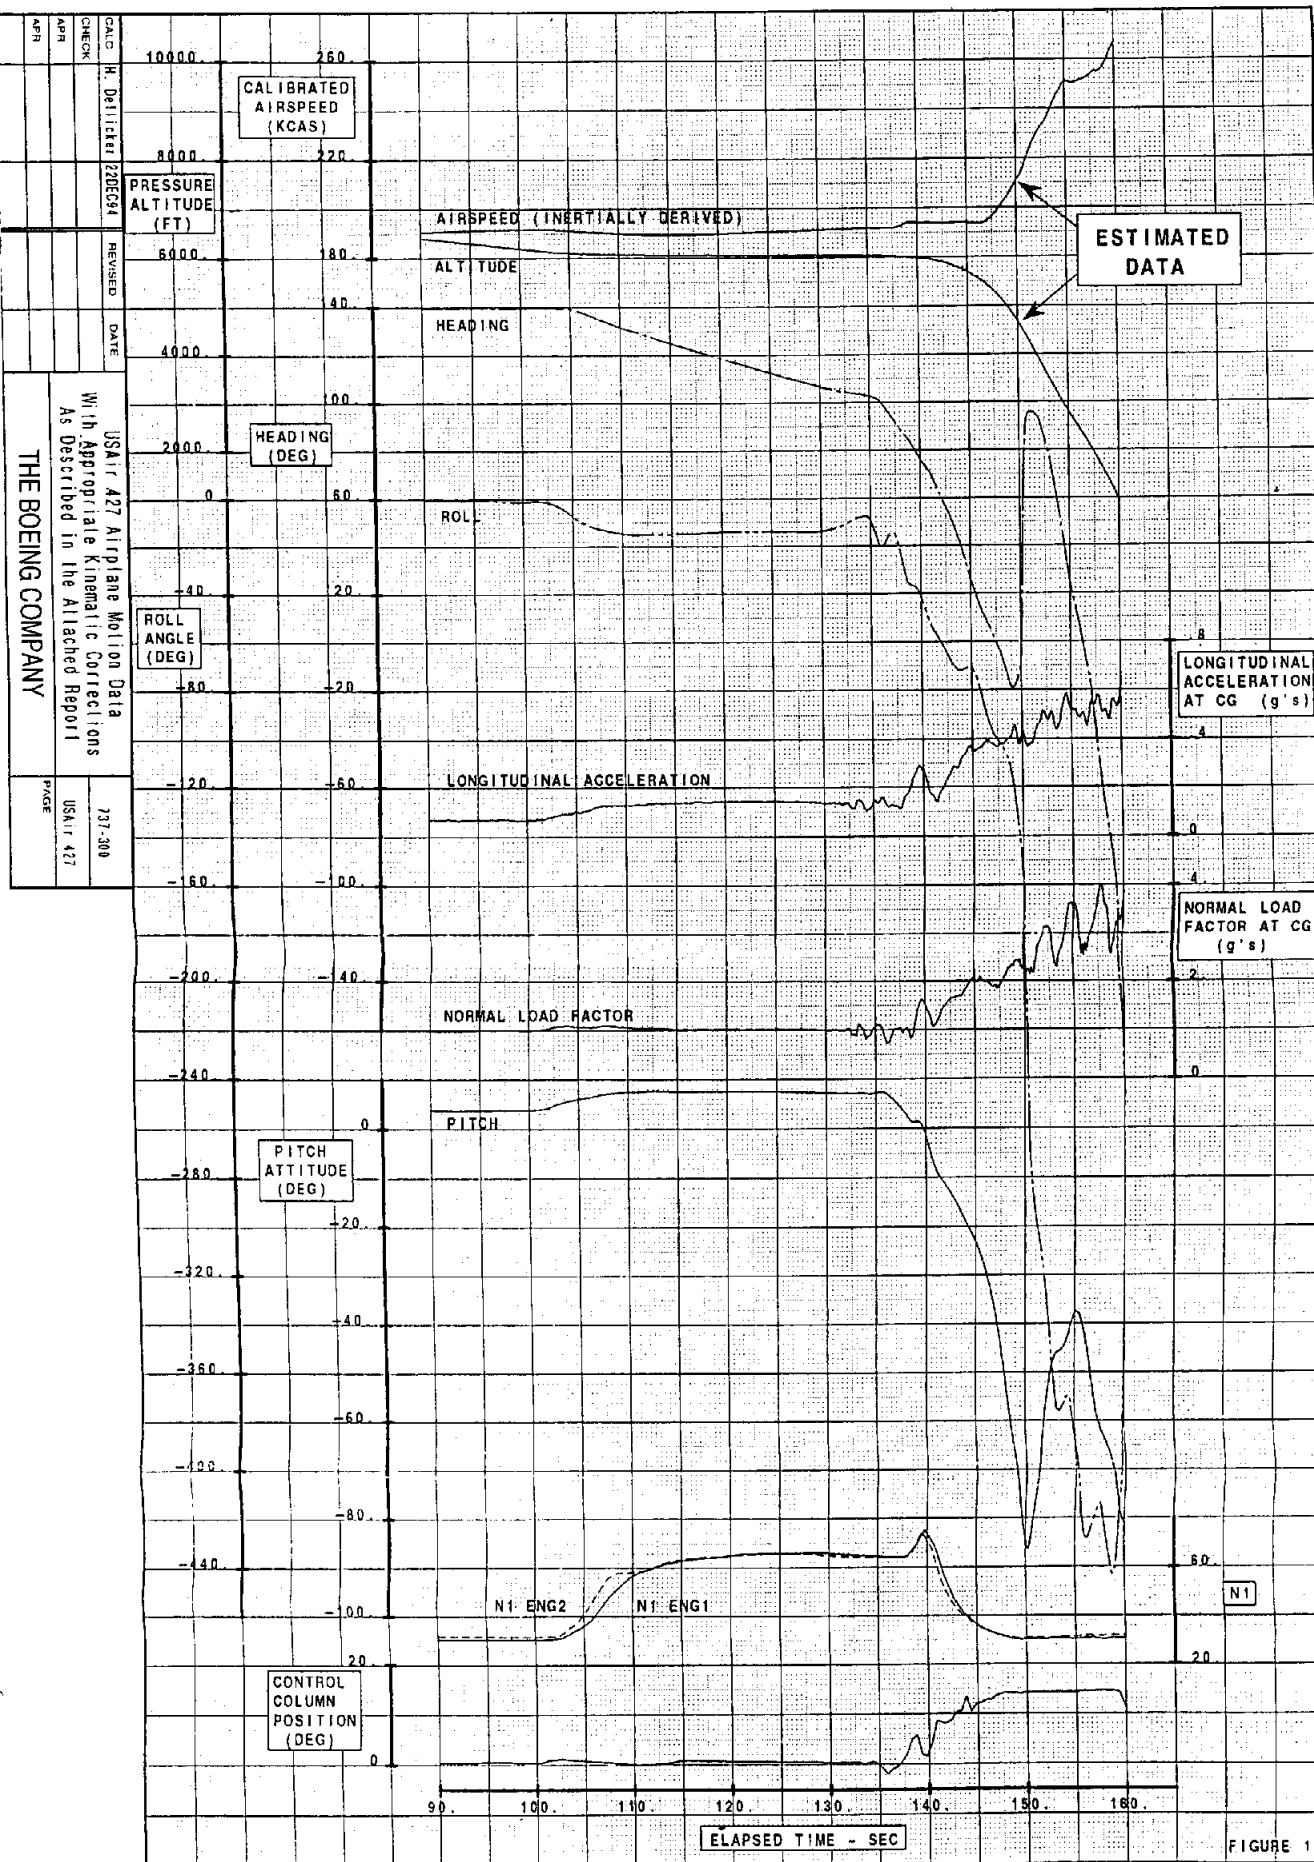 10000.
260.
CALIBRATED
AIRSPEED
(KCAS)
8000.
220.
PRESSURE
ALTITUDE
(FT)
AIRSPEED (INERTIALLY DERIVED)
ESTIMATED
DATA
6000.
180.
ALTITUDE
140.
HEADING
4000.
100.
HEADING
(DEG)
2000.
0
60.
ROLL
-40.
20.
ROLL
ANGLE
(DEG)
.8
LONGITUDINAL
ACCELERATION
AT CG (g's)
-80.
-20.
.4
LONGITUDINAL ACCELERATION
-120.
-60.
0
-160.
-100.
4.
NORMAL LOAD
FACTOR AT CG
(g's)
-200.
-140.
2.
NORMAL LOAD FACTOR
-240.
0
0
PITCH
PITCH
ATTITUDE
(DEG)
-280.
-20.
-320.
-40.
-360.
-60.
-400.
-80.
-440.
60.
N1
N1 ENG2
N1 ENG1
-100.
20.
20.
CONTROL
COLUMN
POSITION
(DEG)
0
90. 100. 110. 120. 130. 140. 150. 160.
ELAPSED TIME ~ SEC
FIGURE 1
CALC
22DEC94
REVISED
DATE
CHECK
APR
APR
USAir 427 Airplane Motion Data
With Appropriate Kinematic Corrections
As Described in the Attached Report
THE BOEING COMPANY
737-300
USAir 427
PAGE